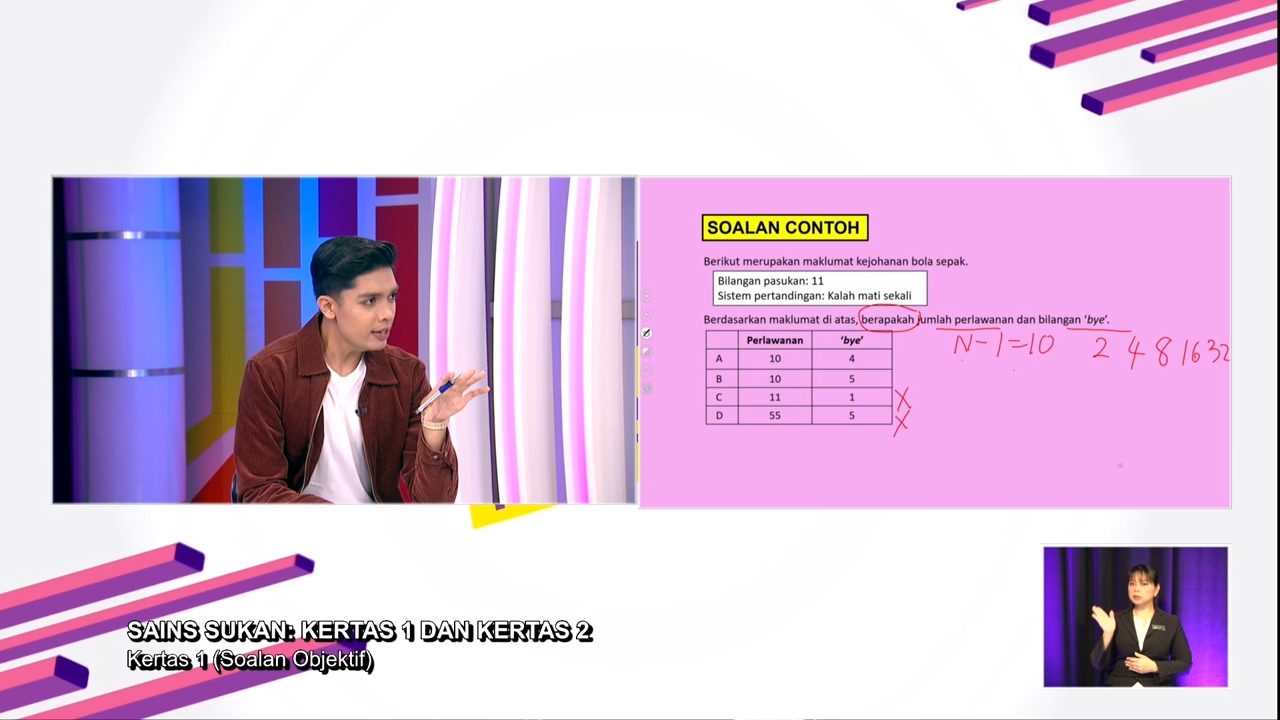 SOALAN CONTOH
Berikut merupakan maklumat kejohanan bola sepak.
Bilangan pasukan: 11
Sistem pertandingan: Kalah mati sekali
Berdasarkan maklumat di atas, berapakah jumlah perlawanan dan bilangan ‘bye’.
Perlawanan ‘bye’
A 10 4
B 10 5
C 11 1 X
D 55 5 X
N-1=10 2 4 8 16 32
12
SAINS SUKAN: KERTAS 1 DAN KERTAS 2
Kertas 1 (Soalan Objektif)